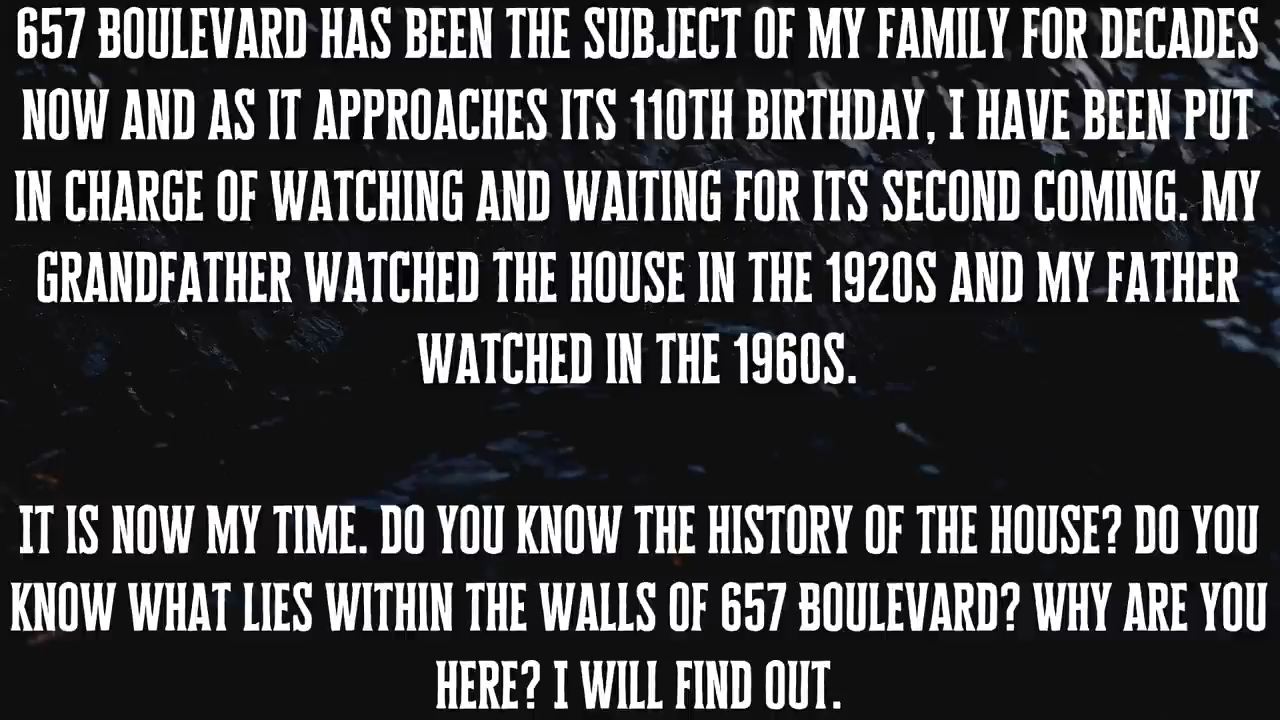 657 BOULEVARD HAS BEEN THE SUBJECT OF MY FAMILY FOR DECADES
NOW AND AS IT APPROACHES ITS 110TH BIRTHDAY, I HAVE BEEN PUT
IN CHARGE OF WATCHING AND WAITING FOR ITS SECOND COMING. MY
GRANDFATHER WATCHED THE HOUSE IN THE 1920S AND MY FATHER
WATCHED IN THE 1960S.
IT IS NOW MY TIME. DO YOU KNOW THE HISTORY OF THE HOUSE? DO YOU
KNOW WHAT LIES WITHIN THE WALLS OF 657 BOULEVARD? WHY ARE YOU
HERE? I WILL FIND OUT.